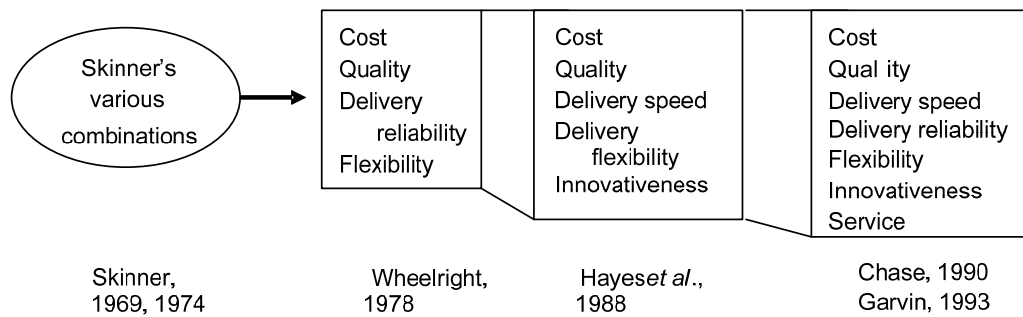 Skinner's
various
combinations
Cost
Quality
Delivery
reliability
Flexibility
Cost
Quality
Delivery speed
Delivery
flexibility
Innovativeness
Cost
Qual ity
Delivery speed
Delivery reliability
Flexibility
Innovativeness
Service
Skinner,
1969, 1974
Wheelright,
1978
Hayeset al.,
1988
Chase, 1990
Garvin, 1993